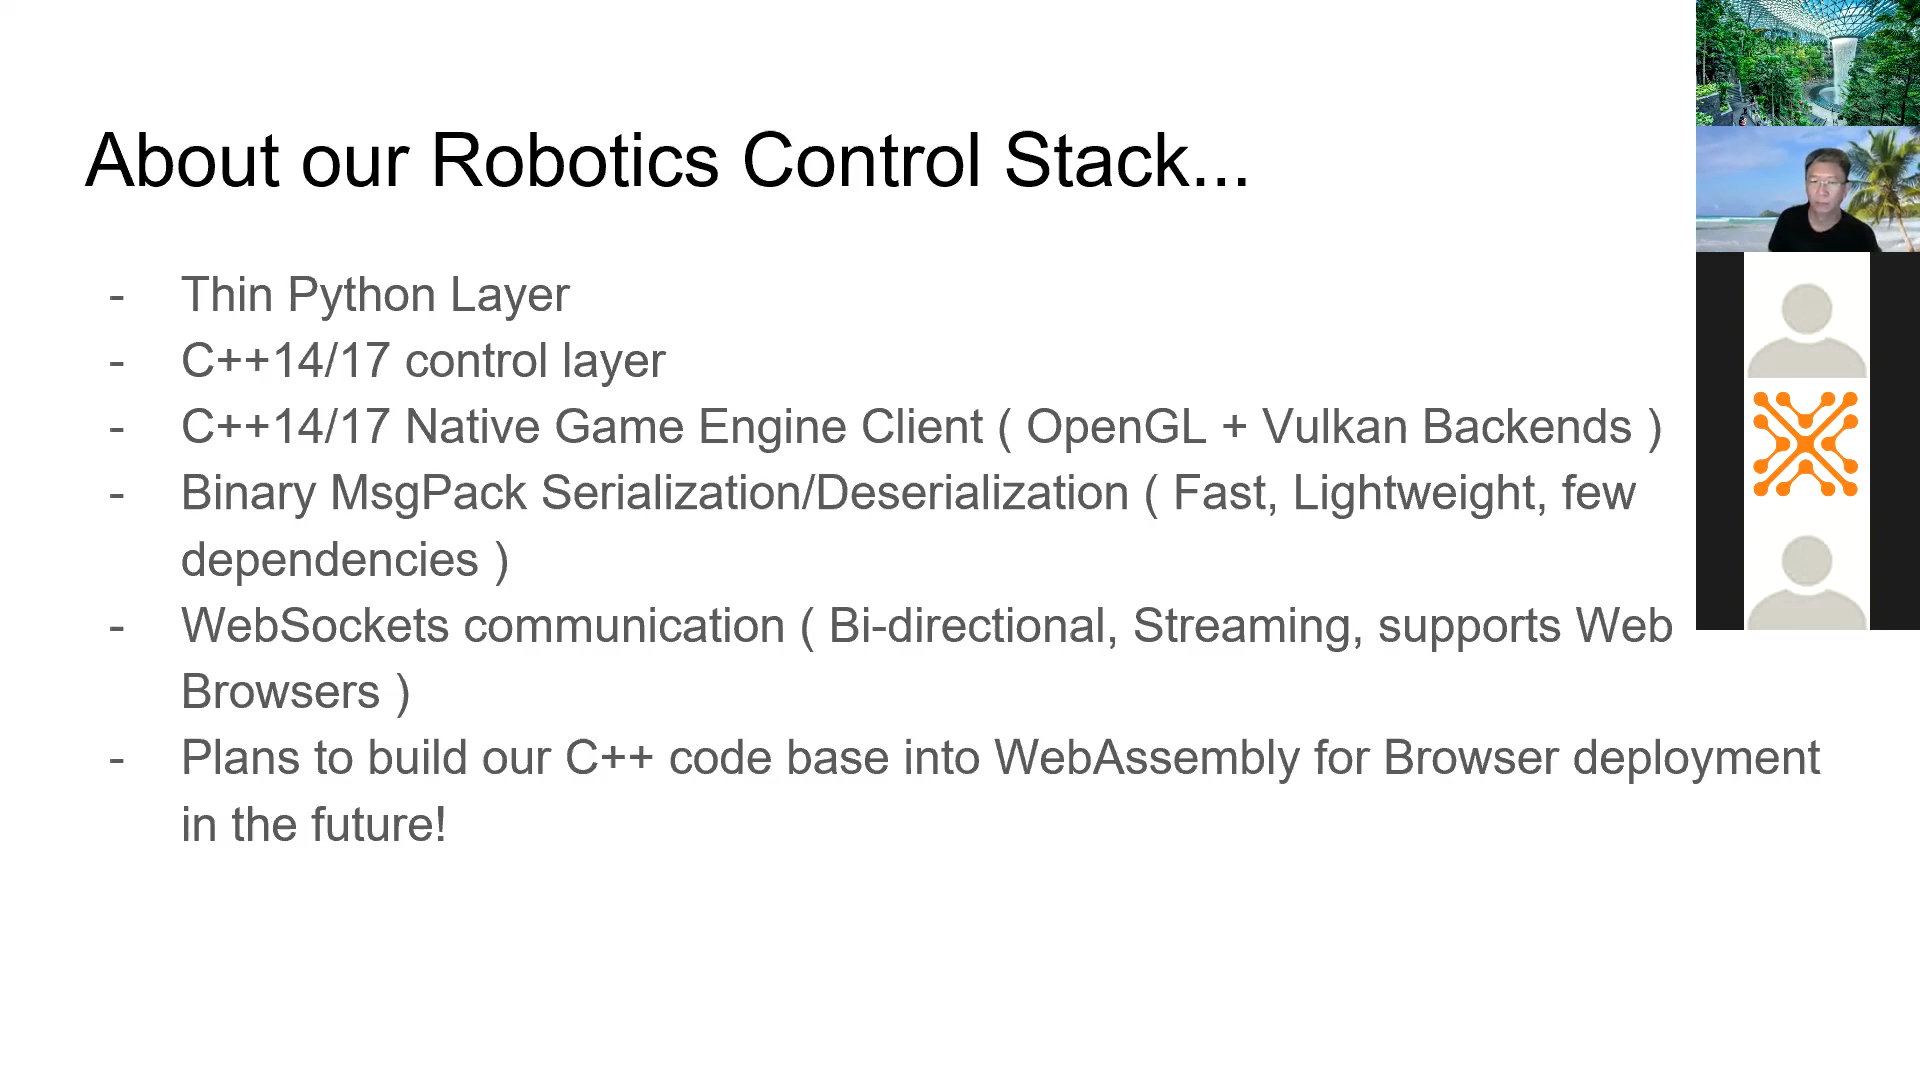 About our Robotics Control Stack...
- Thin Python Layer
- C++14/17 control layer
- C++14/17 Native Game Engine Client ( OpenGL + Vulkan Backends )
- Binary MsgPack Serialization/Deserialization ( Fast, Lightweight, few
dependencies )
- WebSockets communication ( Bi-directional, Streaming, supports Web
Browsers )
- Plans to build our C++ code base into WebAssembly for Browser deployment
in the future!